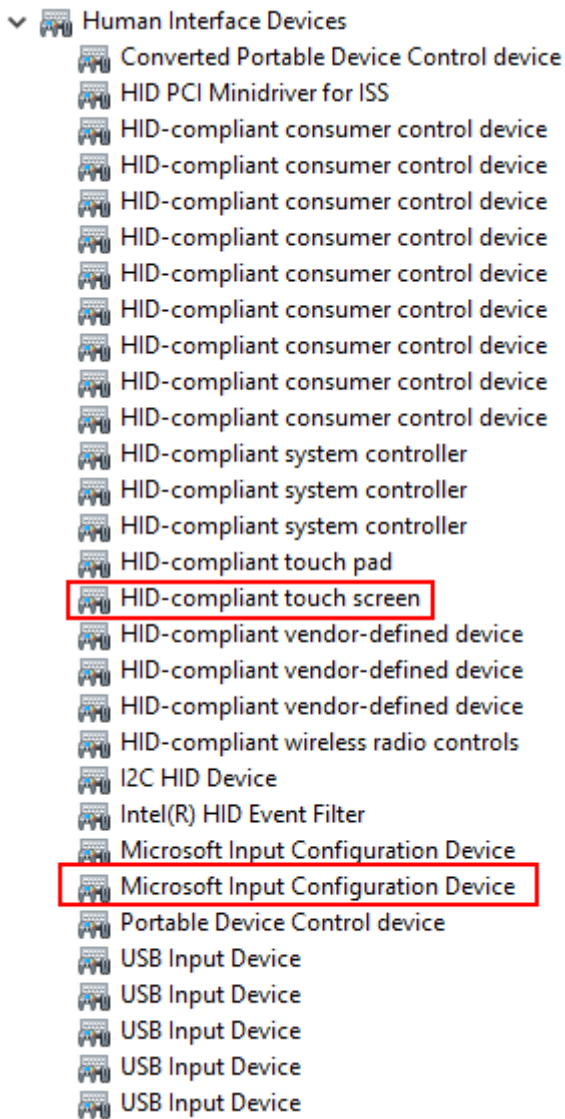 Human Interface Devices
Converted Portable Device Control device
HID PCI Minidriver for ISS
HID-compliant consumer control device
HID-compliant consumer control device
HID-compliant consumer control device
HID-compliant consumer control device
HID-compliant consumer control device
HID-compliant consumer control device
HID-compliant consumer control device
HID-compliant consumer control device
HID-compliant consumer control device
HID-compliant system controller
HID-compliant system controller
HID-compliant system controller
HID-compliant touch pad
HID-compliant touch screen
HID-compliant vendor-defined device
HID-compliant vendor-defined device
HID-compliant vendor-defined device
HID-compliant wireless radio controls
I2C HID Device
Intel(R) HID Event Filter
Microsoft Input Configuration Device
Microsoft Input Configuration Device
Portable Device Control device
USB Input Device
USB Input Device
USB Input Device
USB Input Device
USB Input Device